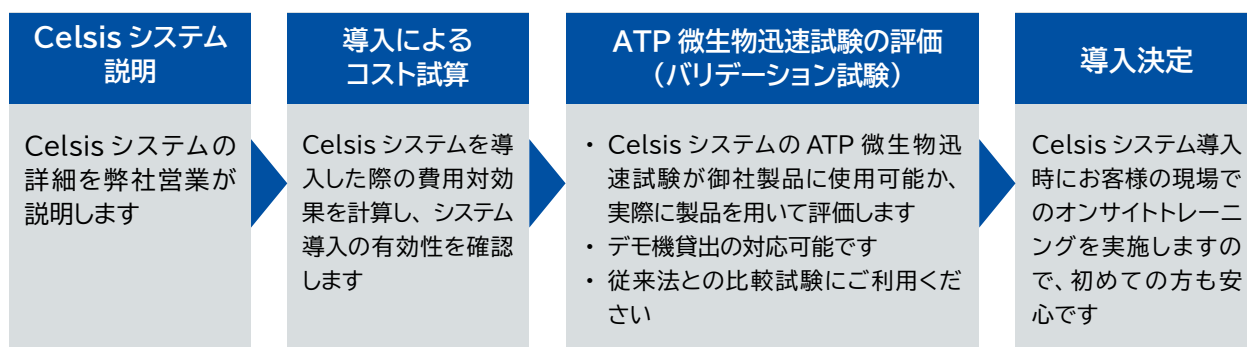 Celsis システム
説明
Celsis システムの
詳細を弊社営業が
説明します
導入による
コスト試算
Celsis システムを導
入した際の費用対効
果を計算し、システム
導入の有効性を確認
します
ATP 微生物迅速試験の評価
（バリデーション試験）
・ Celsis システムの ATP 微生物迅
速試験が御社製品に使用可能か、
実際に製品を用いて評価します
・ デモ機貸出の対応可能です
・ 従来法との比較試験にご利用くだ
さい
導入決定
Celsis システム導入
時にお客様の現場で
のオンサイトトレーニ
ングを実施しますの
で、初めての方も安
心です